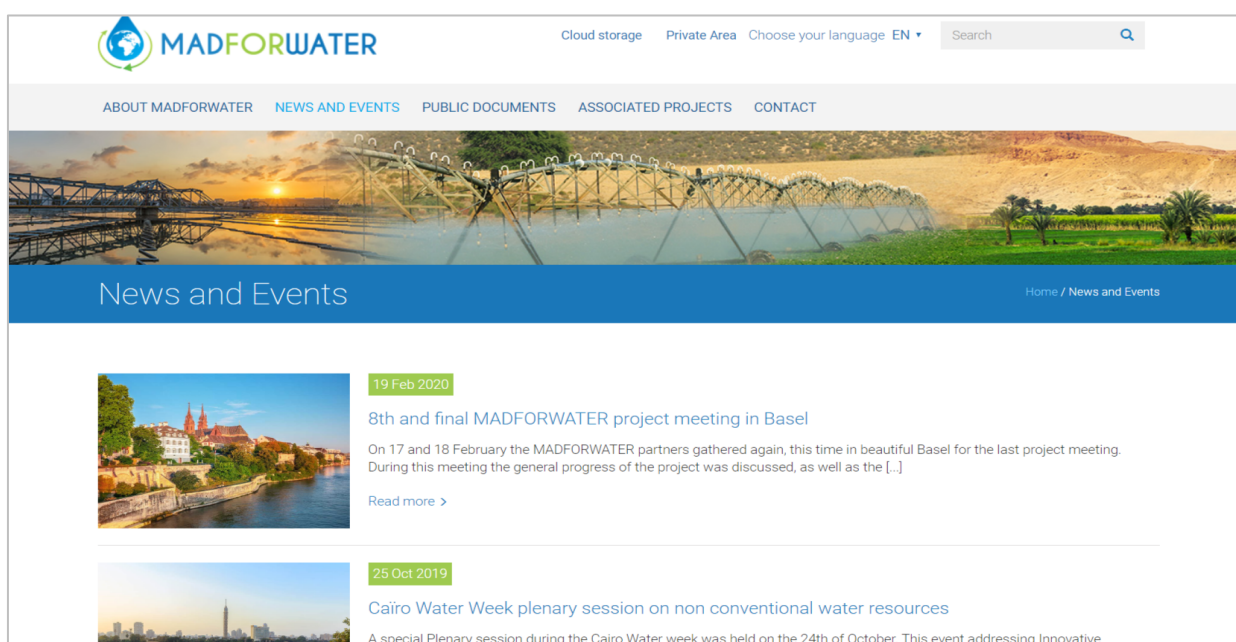 MADFORWATER
Cloud storage Private Area Choose your language EN Search
ABOUT MADFORWATER NEWS AND EVENTS PUBLIC DOCUMENTS ASSOCIATED PROJECTS CONTACT
News and Events
Home / News and Events
19 Feb 2020
8th and final MADFORWATER project meeting in Basel
On 17 and 18 February the MADFORWATER partners gathered again, this time in beautiful Basel for the last project meeting.
During this meeting the general progress of the project was discussed, as well as the [...]
Read more >
25 Oct 2019
Caïro Water Week plenary session on non conventional water resources
A special Plenary session during the Cairo Water week was held on the 24th of October. This event addressing Innovative